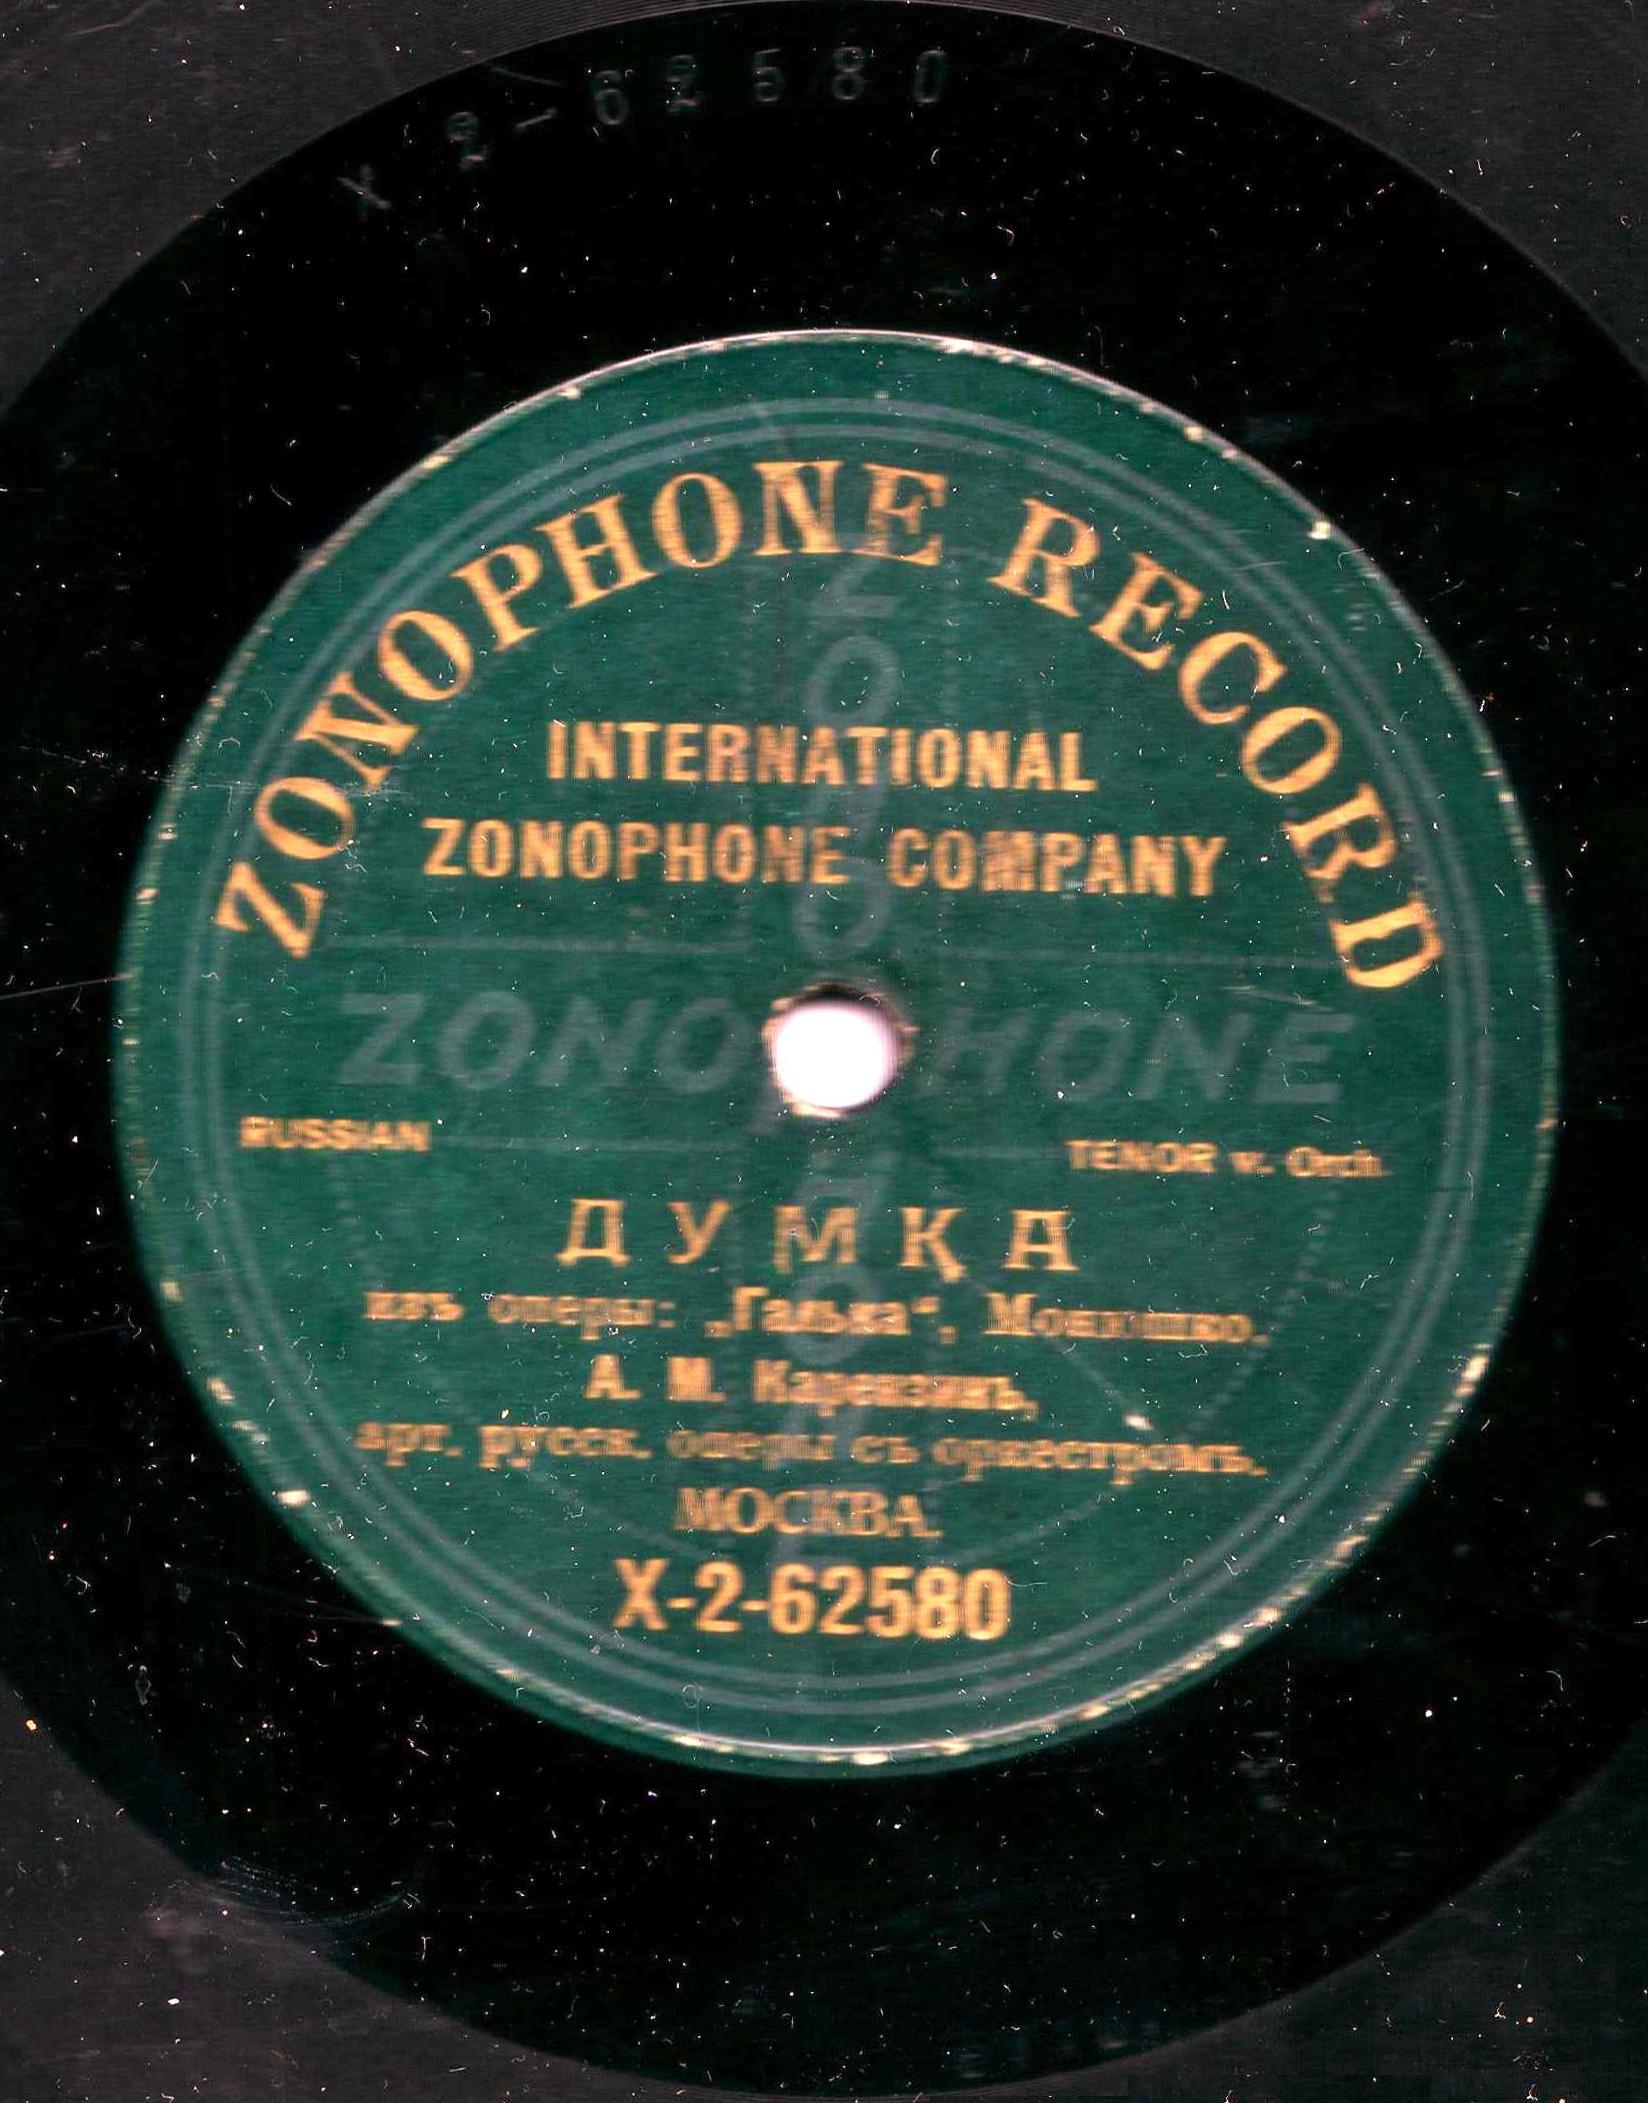 X 2-62580
ZONOPHONE RECORD
INTERNATIONAL
ZONOPHONE COMPANY
ZONOPHONE
RUSSIAN
TENOR w. Orch.
ДУМКА
изъ оперы: „Галька“, Монюшко.
А. М. Карензинъ,
арт. русск. оперы съ оркестромъ.
МОСКВА.
X-2-62580